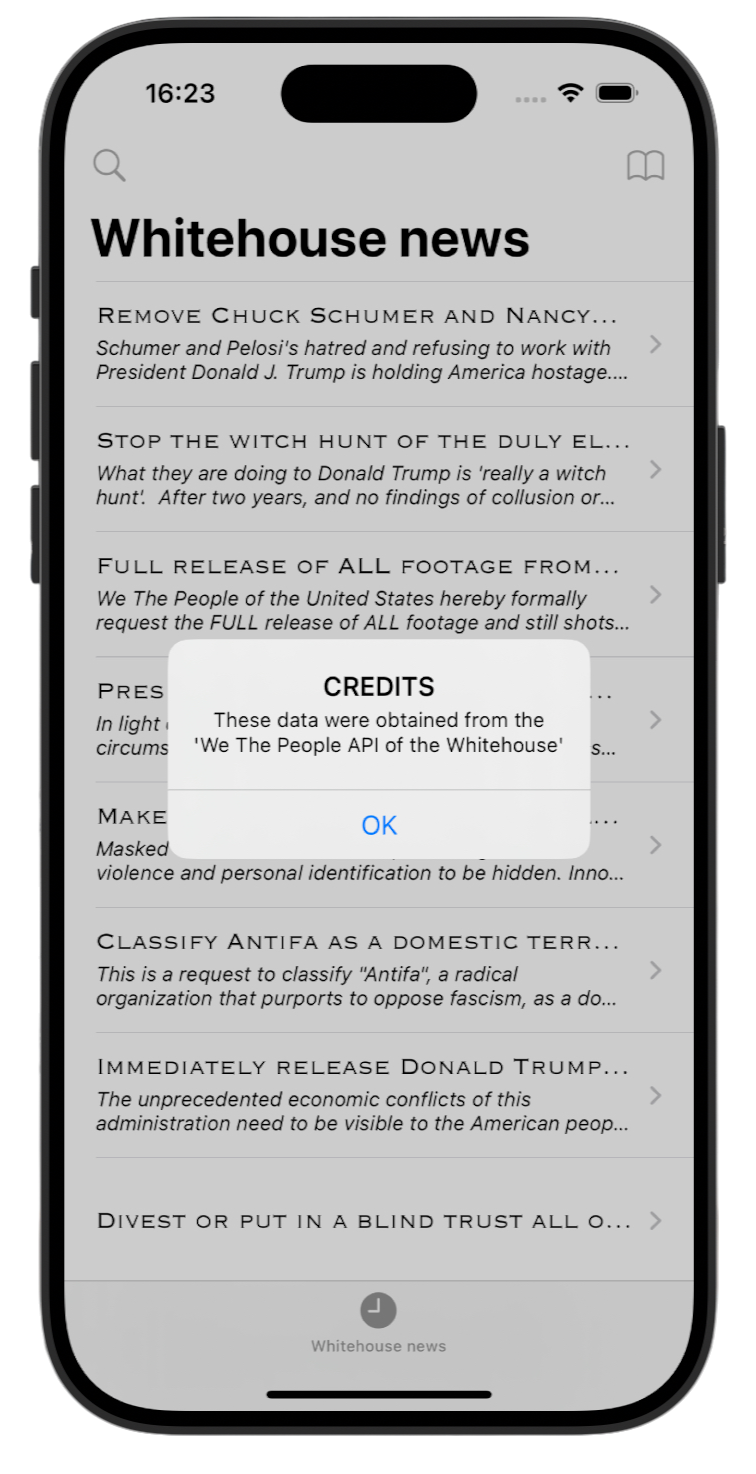 16:23
Whitehouse news
REMOVE CHUCK SCHUMER AND NANCY...
Schumer and Pelosi's hatred and refusing to work with
President Donald J. Trump is holding America hostage....
STOP THE WITCH HUNT OF THE DULY EL...
What they are doing to Donald Trump is 'really a witch
hunt'.  After two years, and no findings of collusion or...
FULL RELEASE OF ALL FOOTAGE FROM...
We The People of the United States hereby formally
request the FULL release of ALL footage and still shots...
PRES
...
In light
circums
s...
CREDITS
These data were obtained from the
'We The People API of the Whitehouse'
OK
MAKE
...
Masked
violence and personal identification to be hidden. Inno...
CLASSIFY ANTIFA AS A DOMESTIC TERR...
This is a request to classify "Antifa", a radical
organization that purports to oppose fascism, as a do...
IMMEDIATELY RELEASE DONALD TRUMP...
The unprecedented economic conflicts of this
administration need to be visible to the American peop...
DIVEST OR PUT IN A BLIND TRUST ALL O...
Whitehouse news